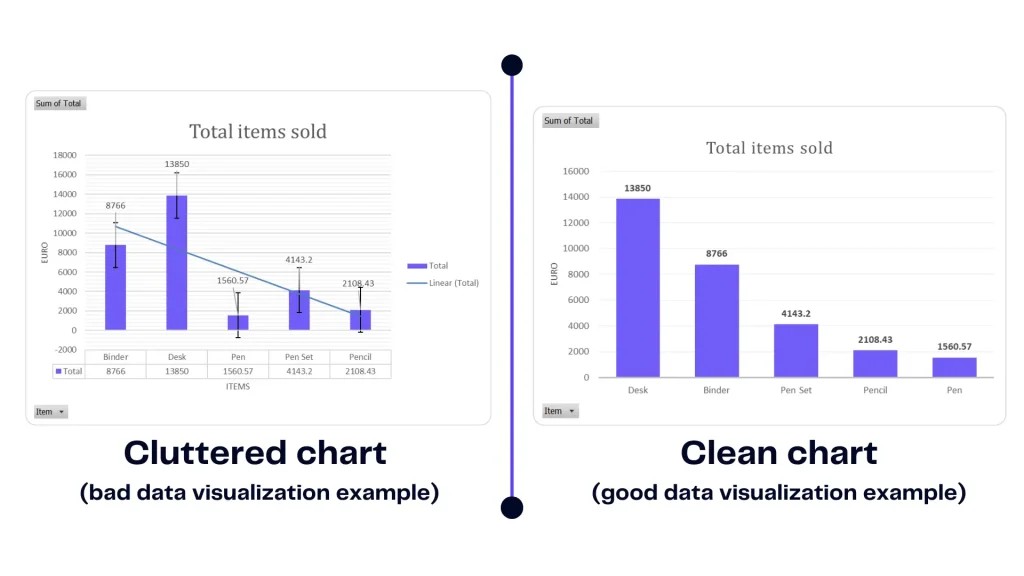 Sum of Total
Total items sold
18000
16000
14000
12000
10000
8000
6000
4000
2000
0
-2000
EURO
8766
13850
1560.57
4143.2
2108.43
Total
Linear (Total)
Binder Desk Pen Pen Set Pencil
Total 8766 13850 1560.57 4143.2 2108.43
ITEMS
Item
Cluttered chart
(bad data visualization example)
Sum of Total
Total items sold
16000
14000
12000
10000
8000
6000
4000
2000
0
EURO
13850
8766
4143.2
2108.43
1560.57
Desk Binder Pen Set Pencil Pen
Item
Clean chart
(good data visualization example)